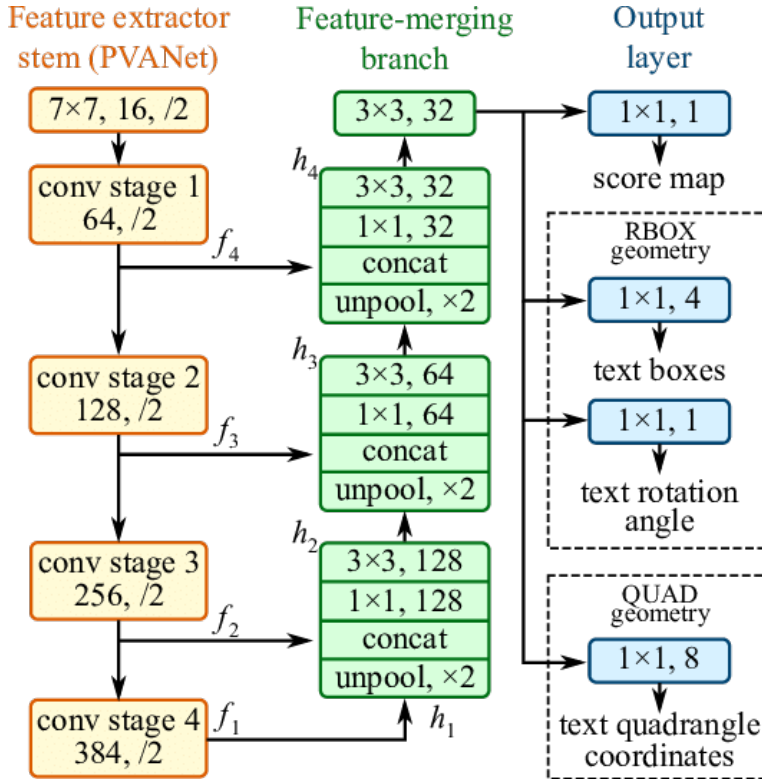 Feature extractor
stem (PVANet)
7×7, 16, /2
conv stage 1
64, /2
f4
conv stage 2
128, /2
f3
conv stage 3
256, /2
f2
conv stage 4
384, /2
f1
Feature-merging
branch
3×3, 32
h4
3×3, 32
1×1, 32
concat
unpool, ×2
h3
3×3, 64
1×1, 64
concat
unpool, ×2
h2
3×3, 128
1×1, 128
concat
unpool, ×2
h1
Output
layer
1×1, 1
score map
RBOX
geometry
1×1, 4
text boxes
1×1, 1
text rotation
angle
QUAD
geometry
1×1, 8
text quadrangle
coordinates